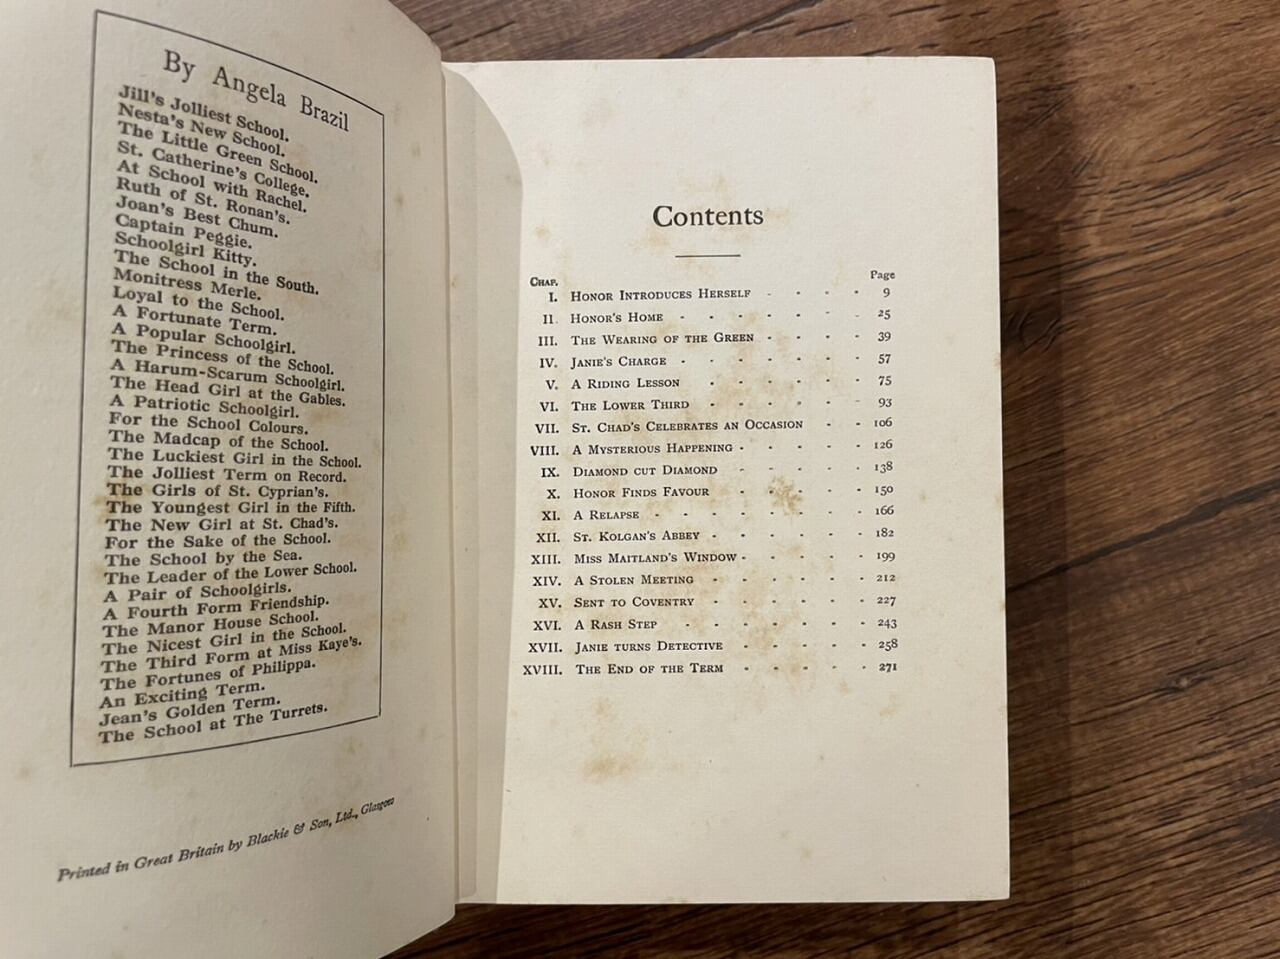 By Angela Brazil
Jill's Jolliest School.
Nesta's New School.
The Little Green School.
St. Catherine's College.
At School with Rachel.
Ruth of St. Ronan's.
Joan's Best Chum.
Captain Peggie.
Schoolgirl Kitty.
The School in the South.
Monitress Merle.
Loyal to the School.
A Fortunate Term.
A Popular Schoolgirl.
The Princess of the School.
A Harum-Scarum Schoolgirl.
The Head Girl at the Gables.
A Patriotic Schoolgirl.
For the School Colours.
The Madcap of the School.
The Luckiest Girl in the School.
The Jolliest Term on Record.
The Girls of St. Cyprian's.
The Youngest Girl in the Fifth.
The New Girl at St. Chad's.
For the Sake of the School.
The School by the Sea.
The Leader of the Lower School.
A Pair of Schoolgirls.
A Fourth Form Friendship.
The Manor House School.
The Nicest Girl in the School.
The Third Form at Miss Kaye's.
The Fortunes of Philippa.
An Exciting Term.
Jean's Golden Term.
The School at The Turrets.
Printed in Great Britain by Blackie & Son, Ltd., Glasgow
Contents
Chap. Page
I. Honor Introduces Herself - - - - 9
II. Honor's Home - - - - - - - 25
III. The Wearing of the Green - - - - 39
IV. Janie's Charge - - - - - - - 57
V. A Riding Lesson - - - - - - 75
VI. The Lower Third - - - - - - 93
VII. St. Chad's Celebrates an Occasion - - 106
VIII. A Mysterious Happening - - - - - 126
IX. Diamond cut Diamond - - - - - 138
X. Honor Finds Favour - - - - - 150
XI. A Relapse - - - - - - - - 166
XII. St. Kolgan's Abbey - - - - - - 182
XIII. Miss Maitland's Window - - - - - 199
XIV. A Stolen Meeting - - - - - - 212
XV. Sent to Coventry - - - - - - 227
XVI. A Rash Step - - - - - - - 243
XVII. Janie turns Detective - - - - - 258
XVIII. The End of the Term - - - - - 271